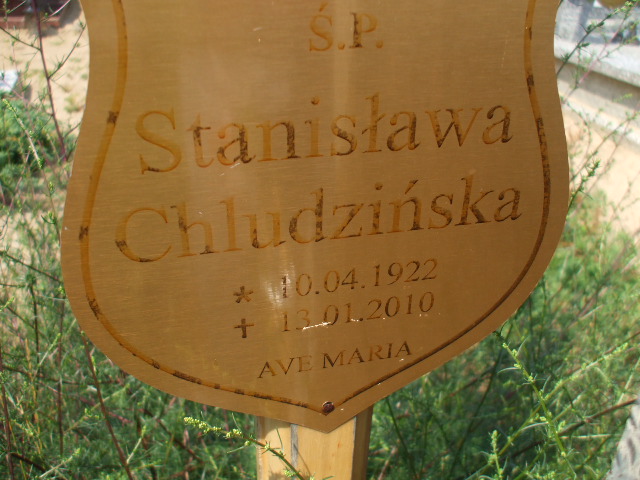 Ś.P.
Stanisława
Chludzińska
* 10.04.1922
+ 13.01.2010
AVE MARIA